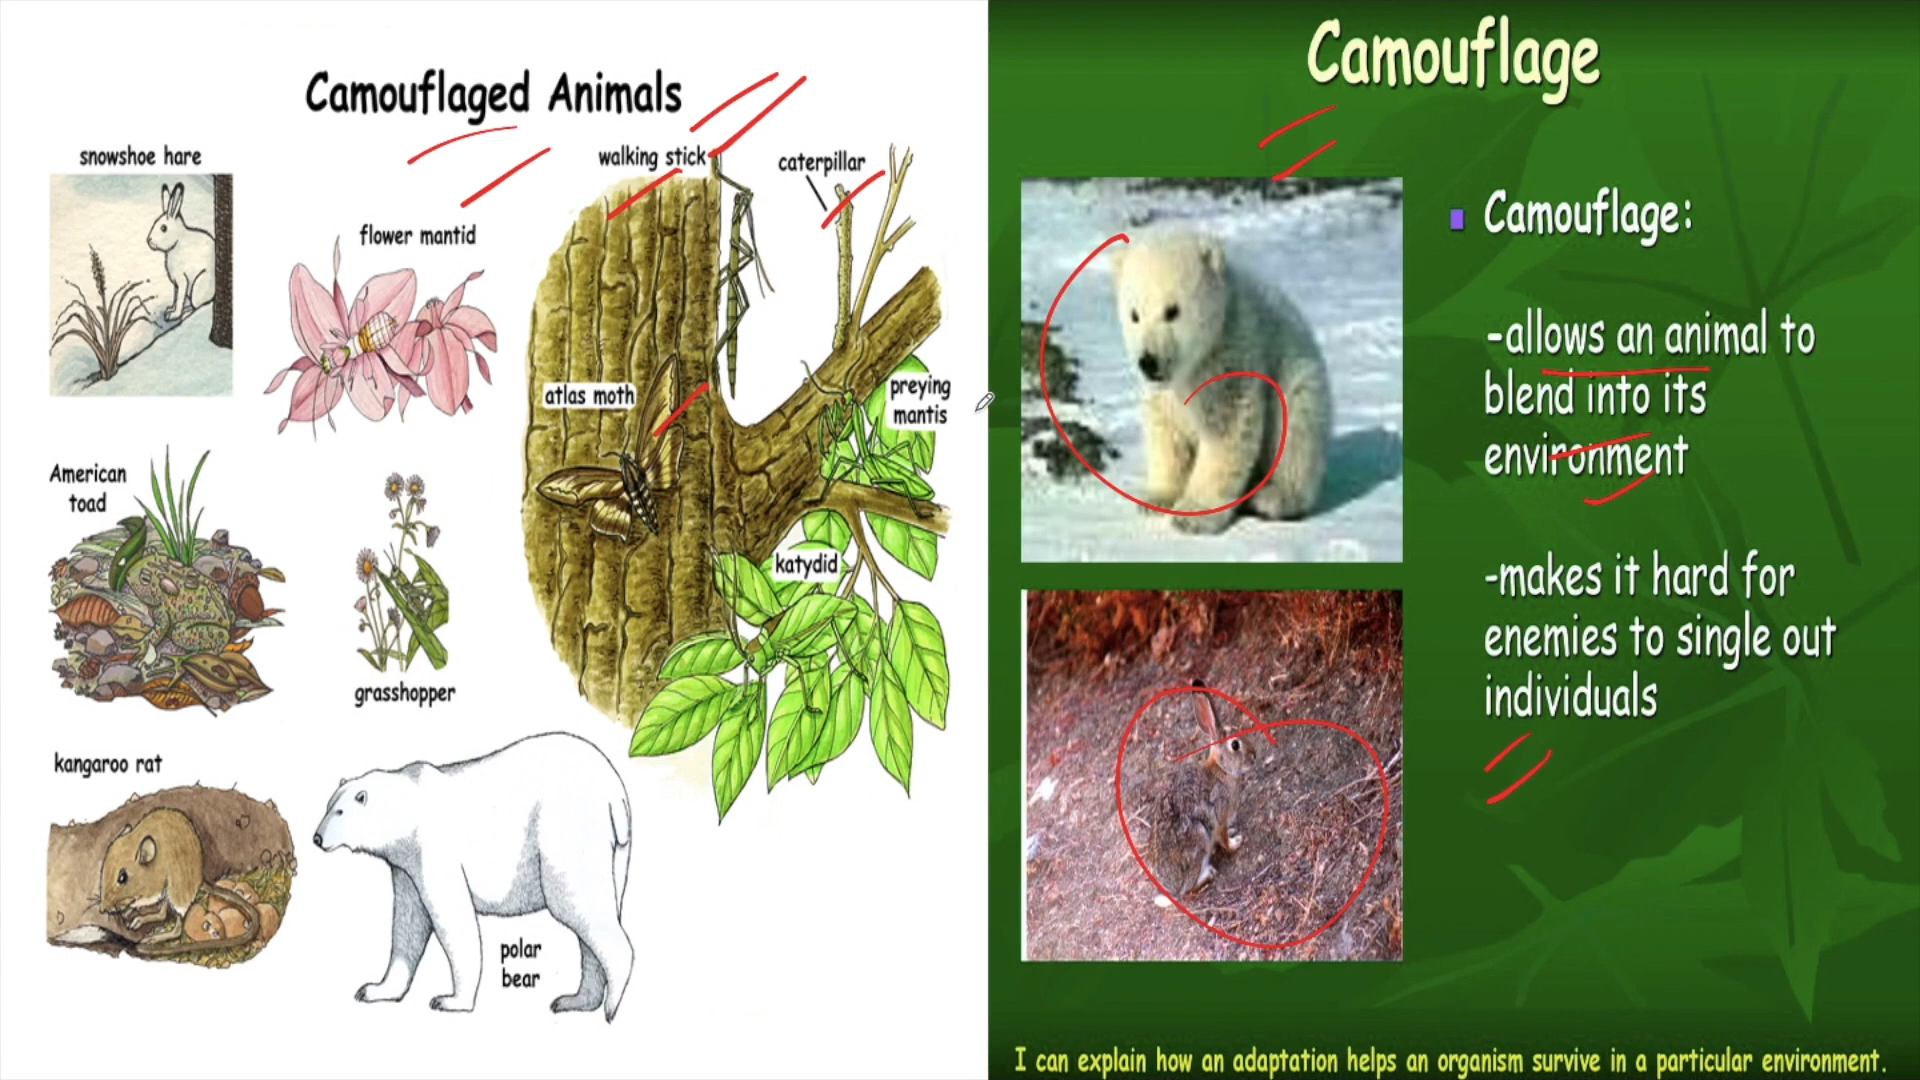 Camouflaged Animals
snowshoe hare
walking stick
caterpillar
flower mantid
atlas moth
preying
mantis
American
toad
katydid
grasshopper
kangaroo rat
polar
bear
Camouflage
Camouflage:
-allows an animal to
blend into its
environment
-makes it hard for
enemies to single out
individuals
I can explain how an adaptation helps an organism survive in a particular environment.